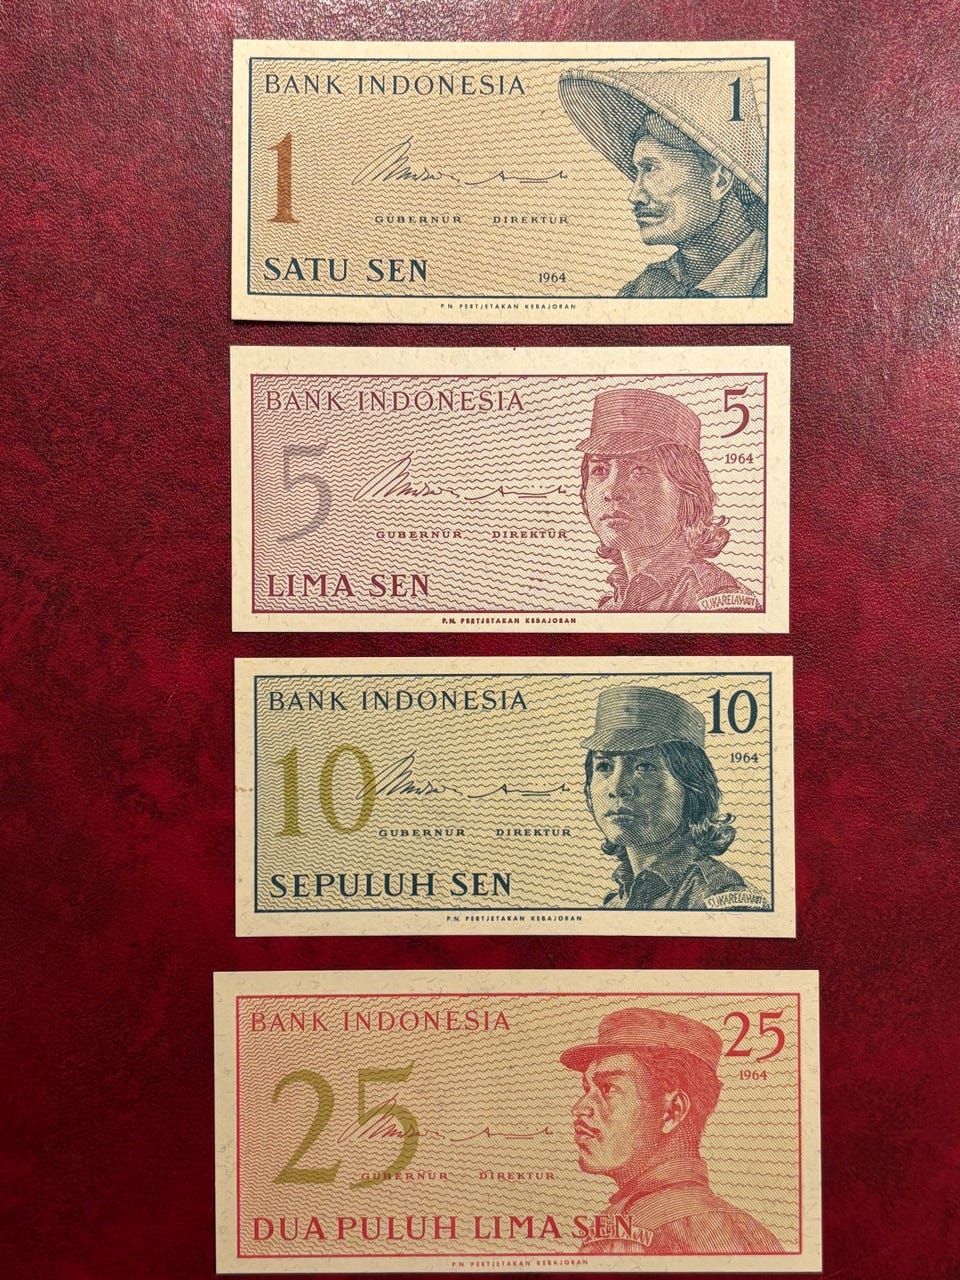 BANK INDONESIA
1
1
GUBERNUR DIREKTUR
SATU SEN
1964
P.N. PERTJETAKAN KEBAJORAN
BANK INDONESIA
5
5
1964
GUBERNUR DIREKTUR
LIMA SEN
SUKARELAWATI
P.N. PERTJETAKAN KEBAJORAN
BANK INDONESIA
10
10
1964
GUBERNUR DIREKTUR
SEPULUH SEN
SUKARELAWATI
P.N. PERTJETAKAN KEBAJORAN
BANK INDONESIA
25
25
1964
GUBERNUR DIREKTUR
DUA PULUH LIMA SEN
P.N. PERTJETAKAN KEBAJORAN